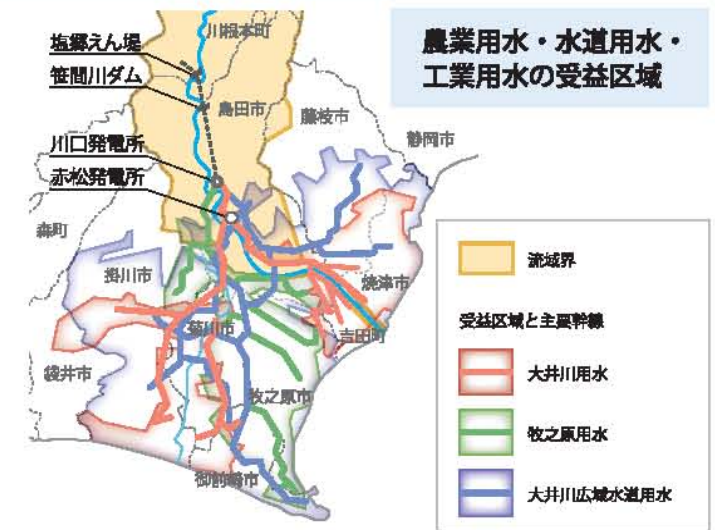 農業用水・水道用水・
工業用水の受益区域
塩郷えん堤
笹間川ダム
川口発電所
赤松発電所
川根本町
島田市
藤枝市
静岡市
森町
掛川市
焼津市
菊川市
吉田町
袋井市
牧之原市
御前崎市
流域界
受益区域と主要幹線
大井川用水
牧之原用水
大井川広域水道用水